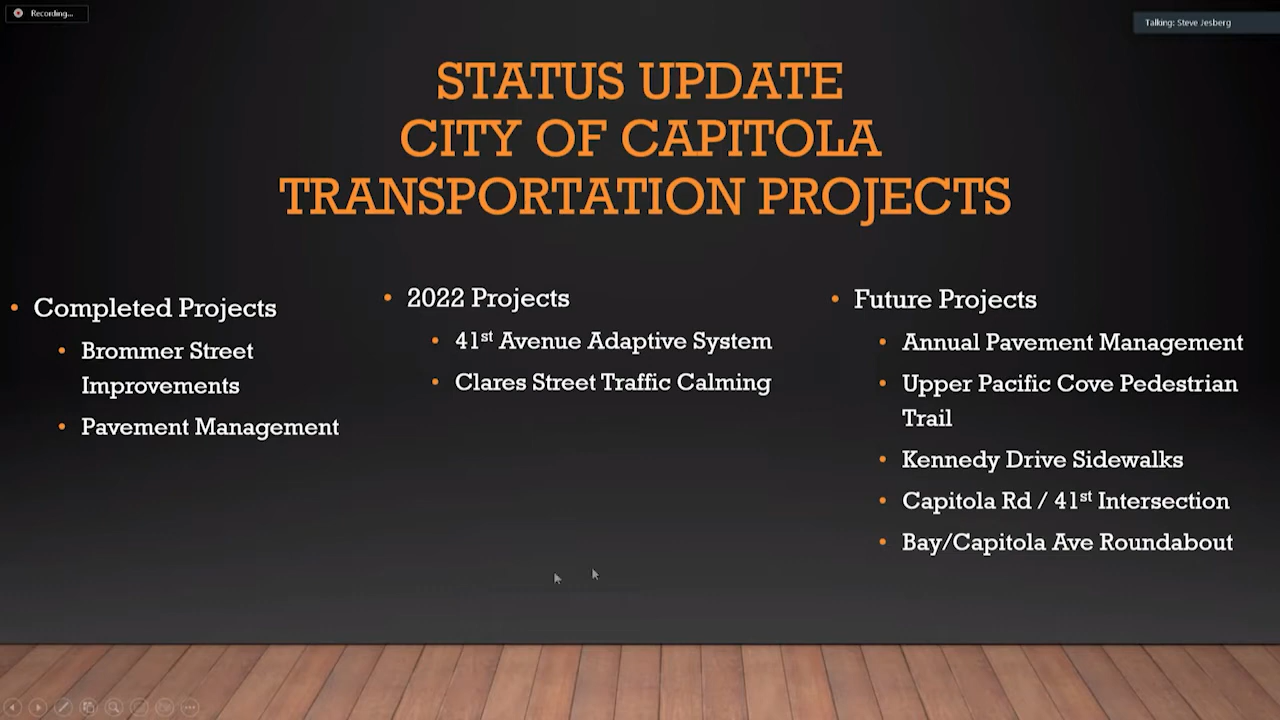 Recording...
Talking: Steve Jesberg
STATUS UPDATE
CITY OF CAPITOLA
TRANSPORTATION PROJECTS
• Completed Projects
• Brommer Street
Improvements
• Pavement Management
• 2022 Projects
• 41st Avenue Adaptive System
• Clares Street Traffic Calming
• Future Projects
• Annual Pavement Management
• Upper Pacific Cove Pedestrian
Trail
• Kennedy Drive Sidewalks
• Capitola Rd / 41st Intersection
• Bay/Capitola Ave Roundabout